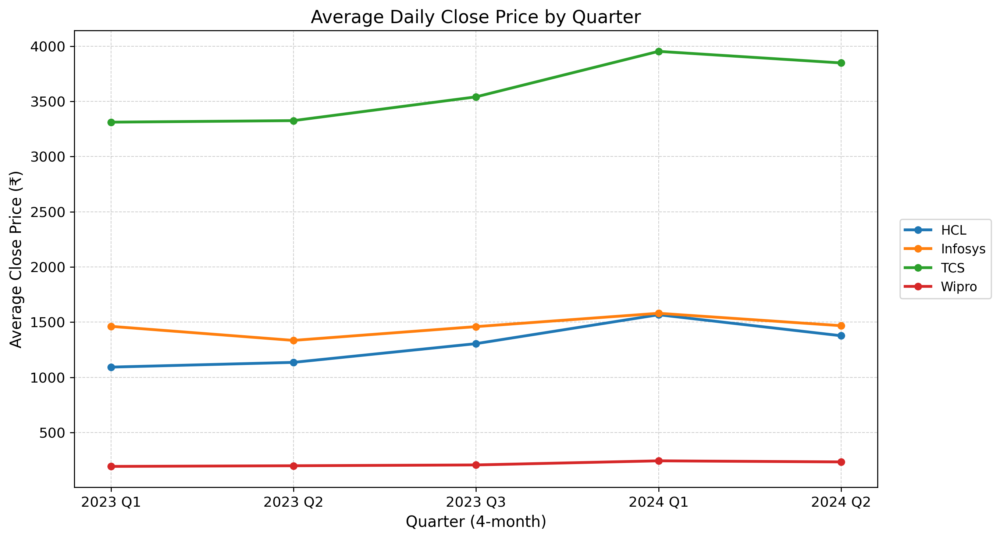 Average Daily Close Price by Quarter
Average Close Price (₹)
4000
3500
3000
2500
2000
1500
1000
500
2023 Q1
2023 Q2
2023 Q3
2024 Q1
2024 Q2
Quarter (4-month)
HCL
Infosys
TCS
Wipro